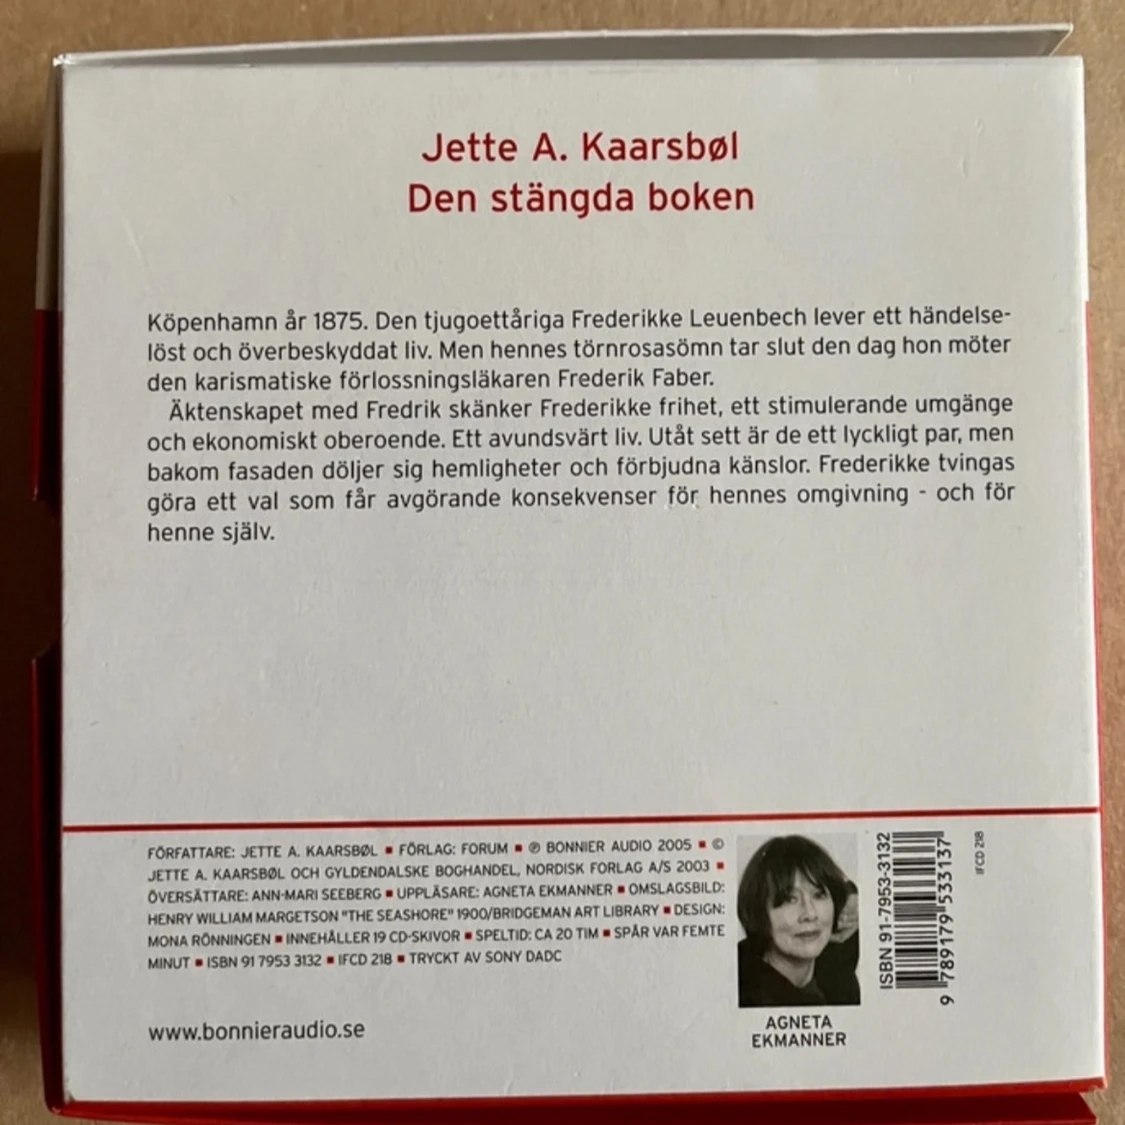 Jette A. Kaarsbøl
Den stängda boken
Köpenhamn år 1875. Den tjugoettåriga Frederikke Leuenbech lever ett händelse-
löst och överbeskyddat liv. Men hennes törnrosasömn tar slut den dag hon möter
den karismatiske förlossningsläkaren Frederik Faber.
Äktenskapet med Fredrik skänker Frederikke frihet, ett stimulerande umgänge
och ekonomiskt oberoende. Ett avundsvärt liv. Utåt sett är de ett lyckligt par, men
bakom fasaden döljer sig hemligheter och förbjudna känslor. Frederikke tvingas
göra ett val som får avgörande konsekvenser för hennes omgivning - och för
henne själv.
FÖRFATTARE: JETTE A. KAARSBØL ▪ FÖRLAG: FORUM ▪ ℗ BONNIER AUDIO 2005 ▪ ©
JETTE A. KAARSBØL OCH GYLDENDALSKE BOGHANDEL, NORDISK FORLAG A/S 2003 ▪
ÖVERSÄTTARE: ANN-MARI SEEBERG ▪ UPPLÄSARE: AGNETA EKMANNER ▪ OMSLAGSBILD:
HENRY WILLIAM MARGETSON "THE SEASHORE" 1900/BRIDGEMAN ART LIBRARY ▪ DESIGN:
MONA RÖNNINGEN ▪ INNEHÅLLER 19 CD-SKIVOR ▪ SPELTID: CA 20 TIM ▪ SPÅR VAR FEMTE
MINUT ▪ ISBN 91 7953 3132 ▪ IFCD 218 ▪ TRYCKT AV SONY DADC
www.bonnieraudio.se
AGNETA
EKMANNER
ISBN 91-7953-3132
9 789179 533137
IFCD 218